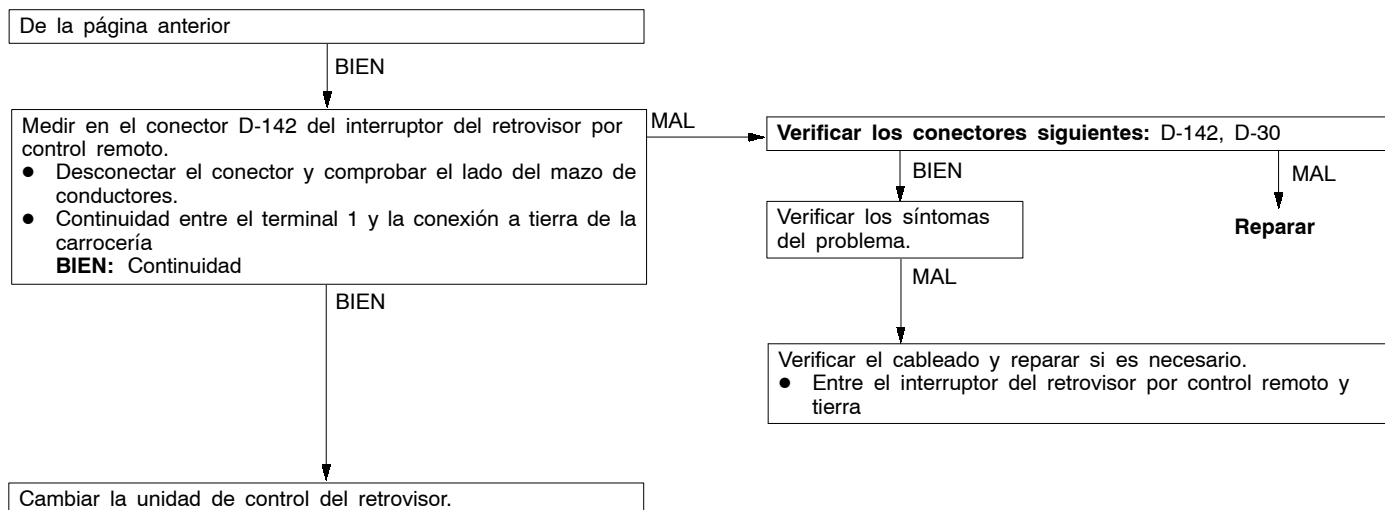 De la página anterior
BIEN
Medir en el conector D-142 del interruptor del retrovisor por
control remoto.
● Desconectar el conector y comprobar el lado del mazo de
conductores.
● Continuidad entre el terminal 1 y la conexión a tierra de la
carrocería
BIEN: Continuidad
MAL
Verificar los conectores siguientes: D-142, D-30
BIEN
MAL
Verificar los síntomas
del problema.
Reparar
MAL
BIEN
Verificar el cableado y reparar si es necesario.
● Entre el interruptor del retrovisor por control remoto y
tierra
Cambiar la unidad de control del retrovisor.